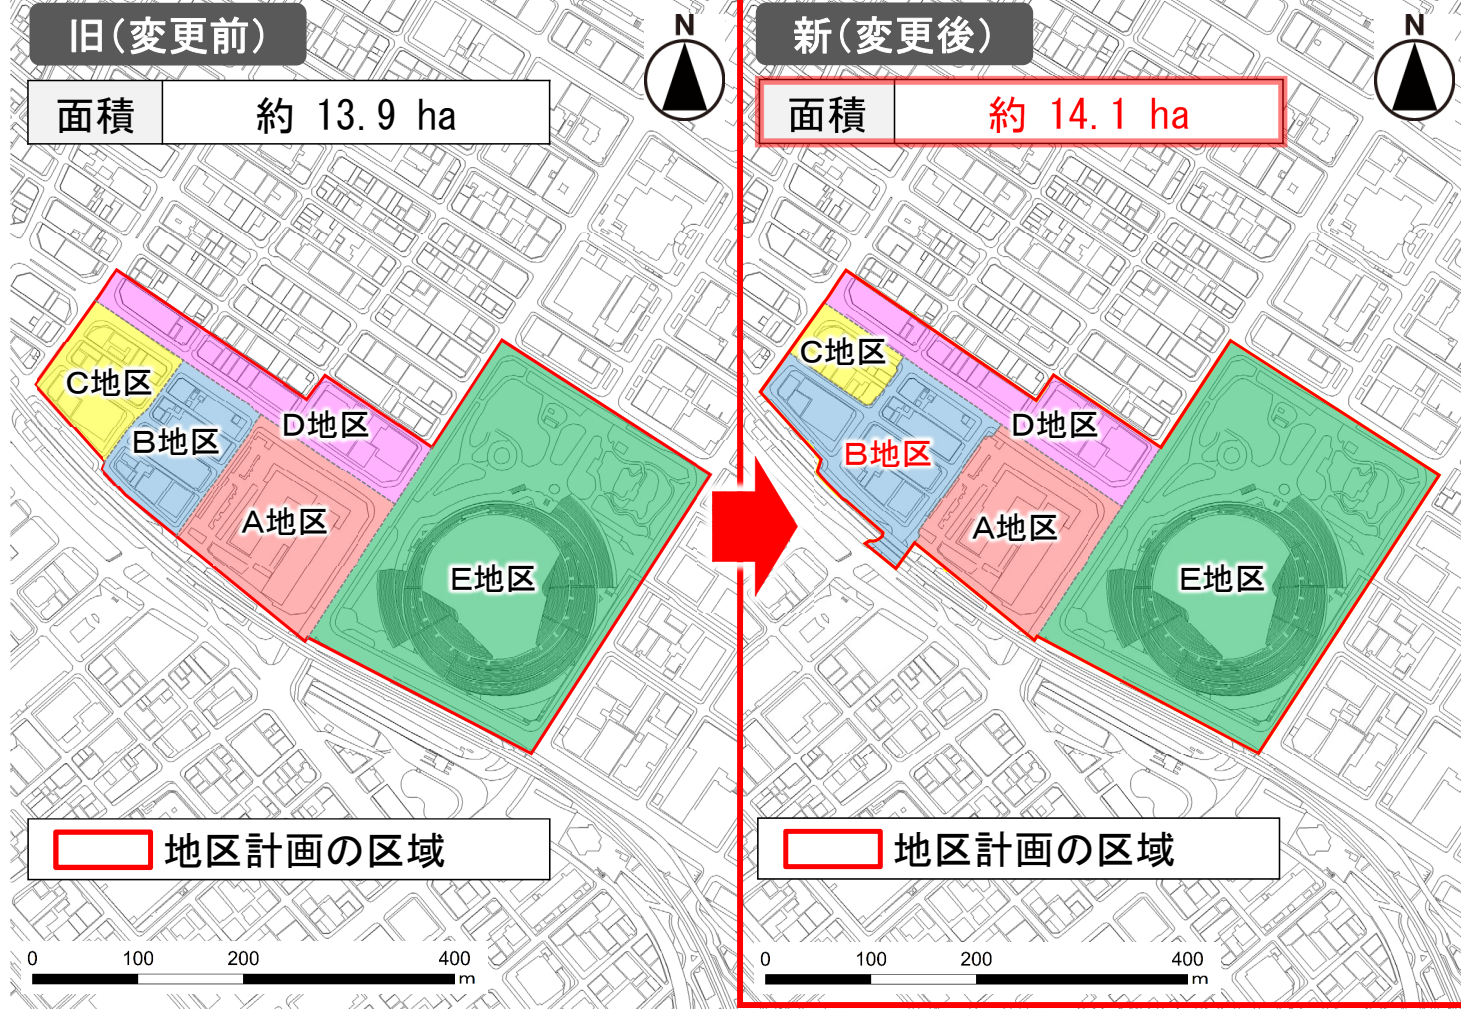 旧(変更前)
N
面積 約 13.9 ha
C地区
B地区
D地区
A地区
E地区
地区計画の区域
0 100 200 400
m
新(変更後)
N
面積 約 14.1 ha
C地区
D地区
B地区
A地区
E地区
地区計画の区域
0 100 200 400
m